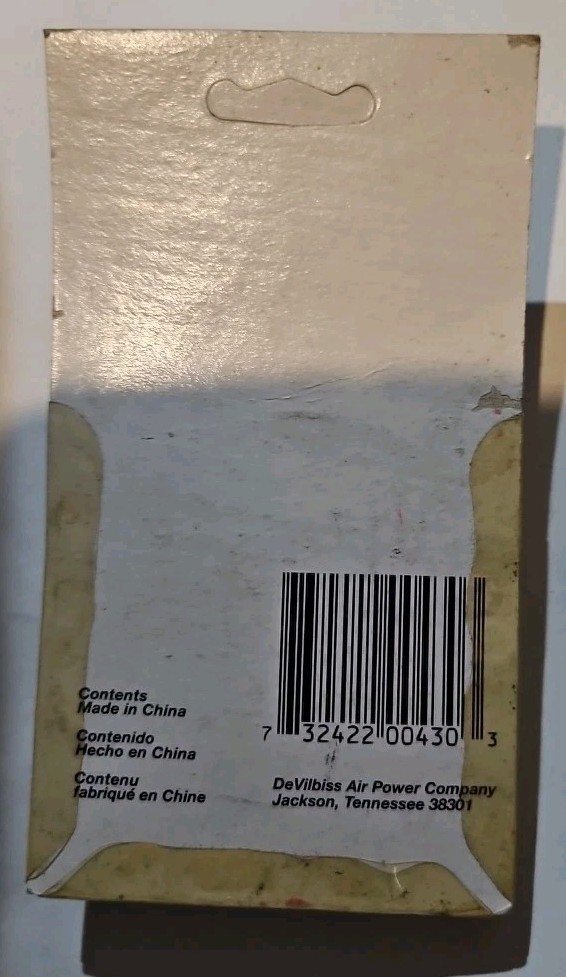 Contents
Made in China
Contenido
Hecho en China
Contenu
fabriqué en Chine
7 32422 00430 3
DeVilbiss Air Power Company
Jackson, Tennessee 38301